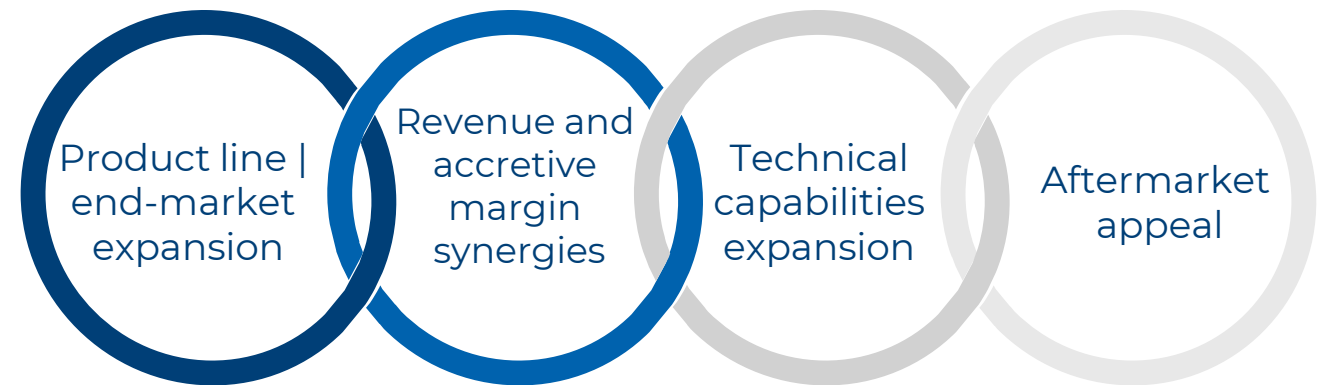 Product line |
end-market
expansion
Revenue and
accretive
margin
synergies
Technical
capabilities
expansion
Aftermarket
appeal